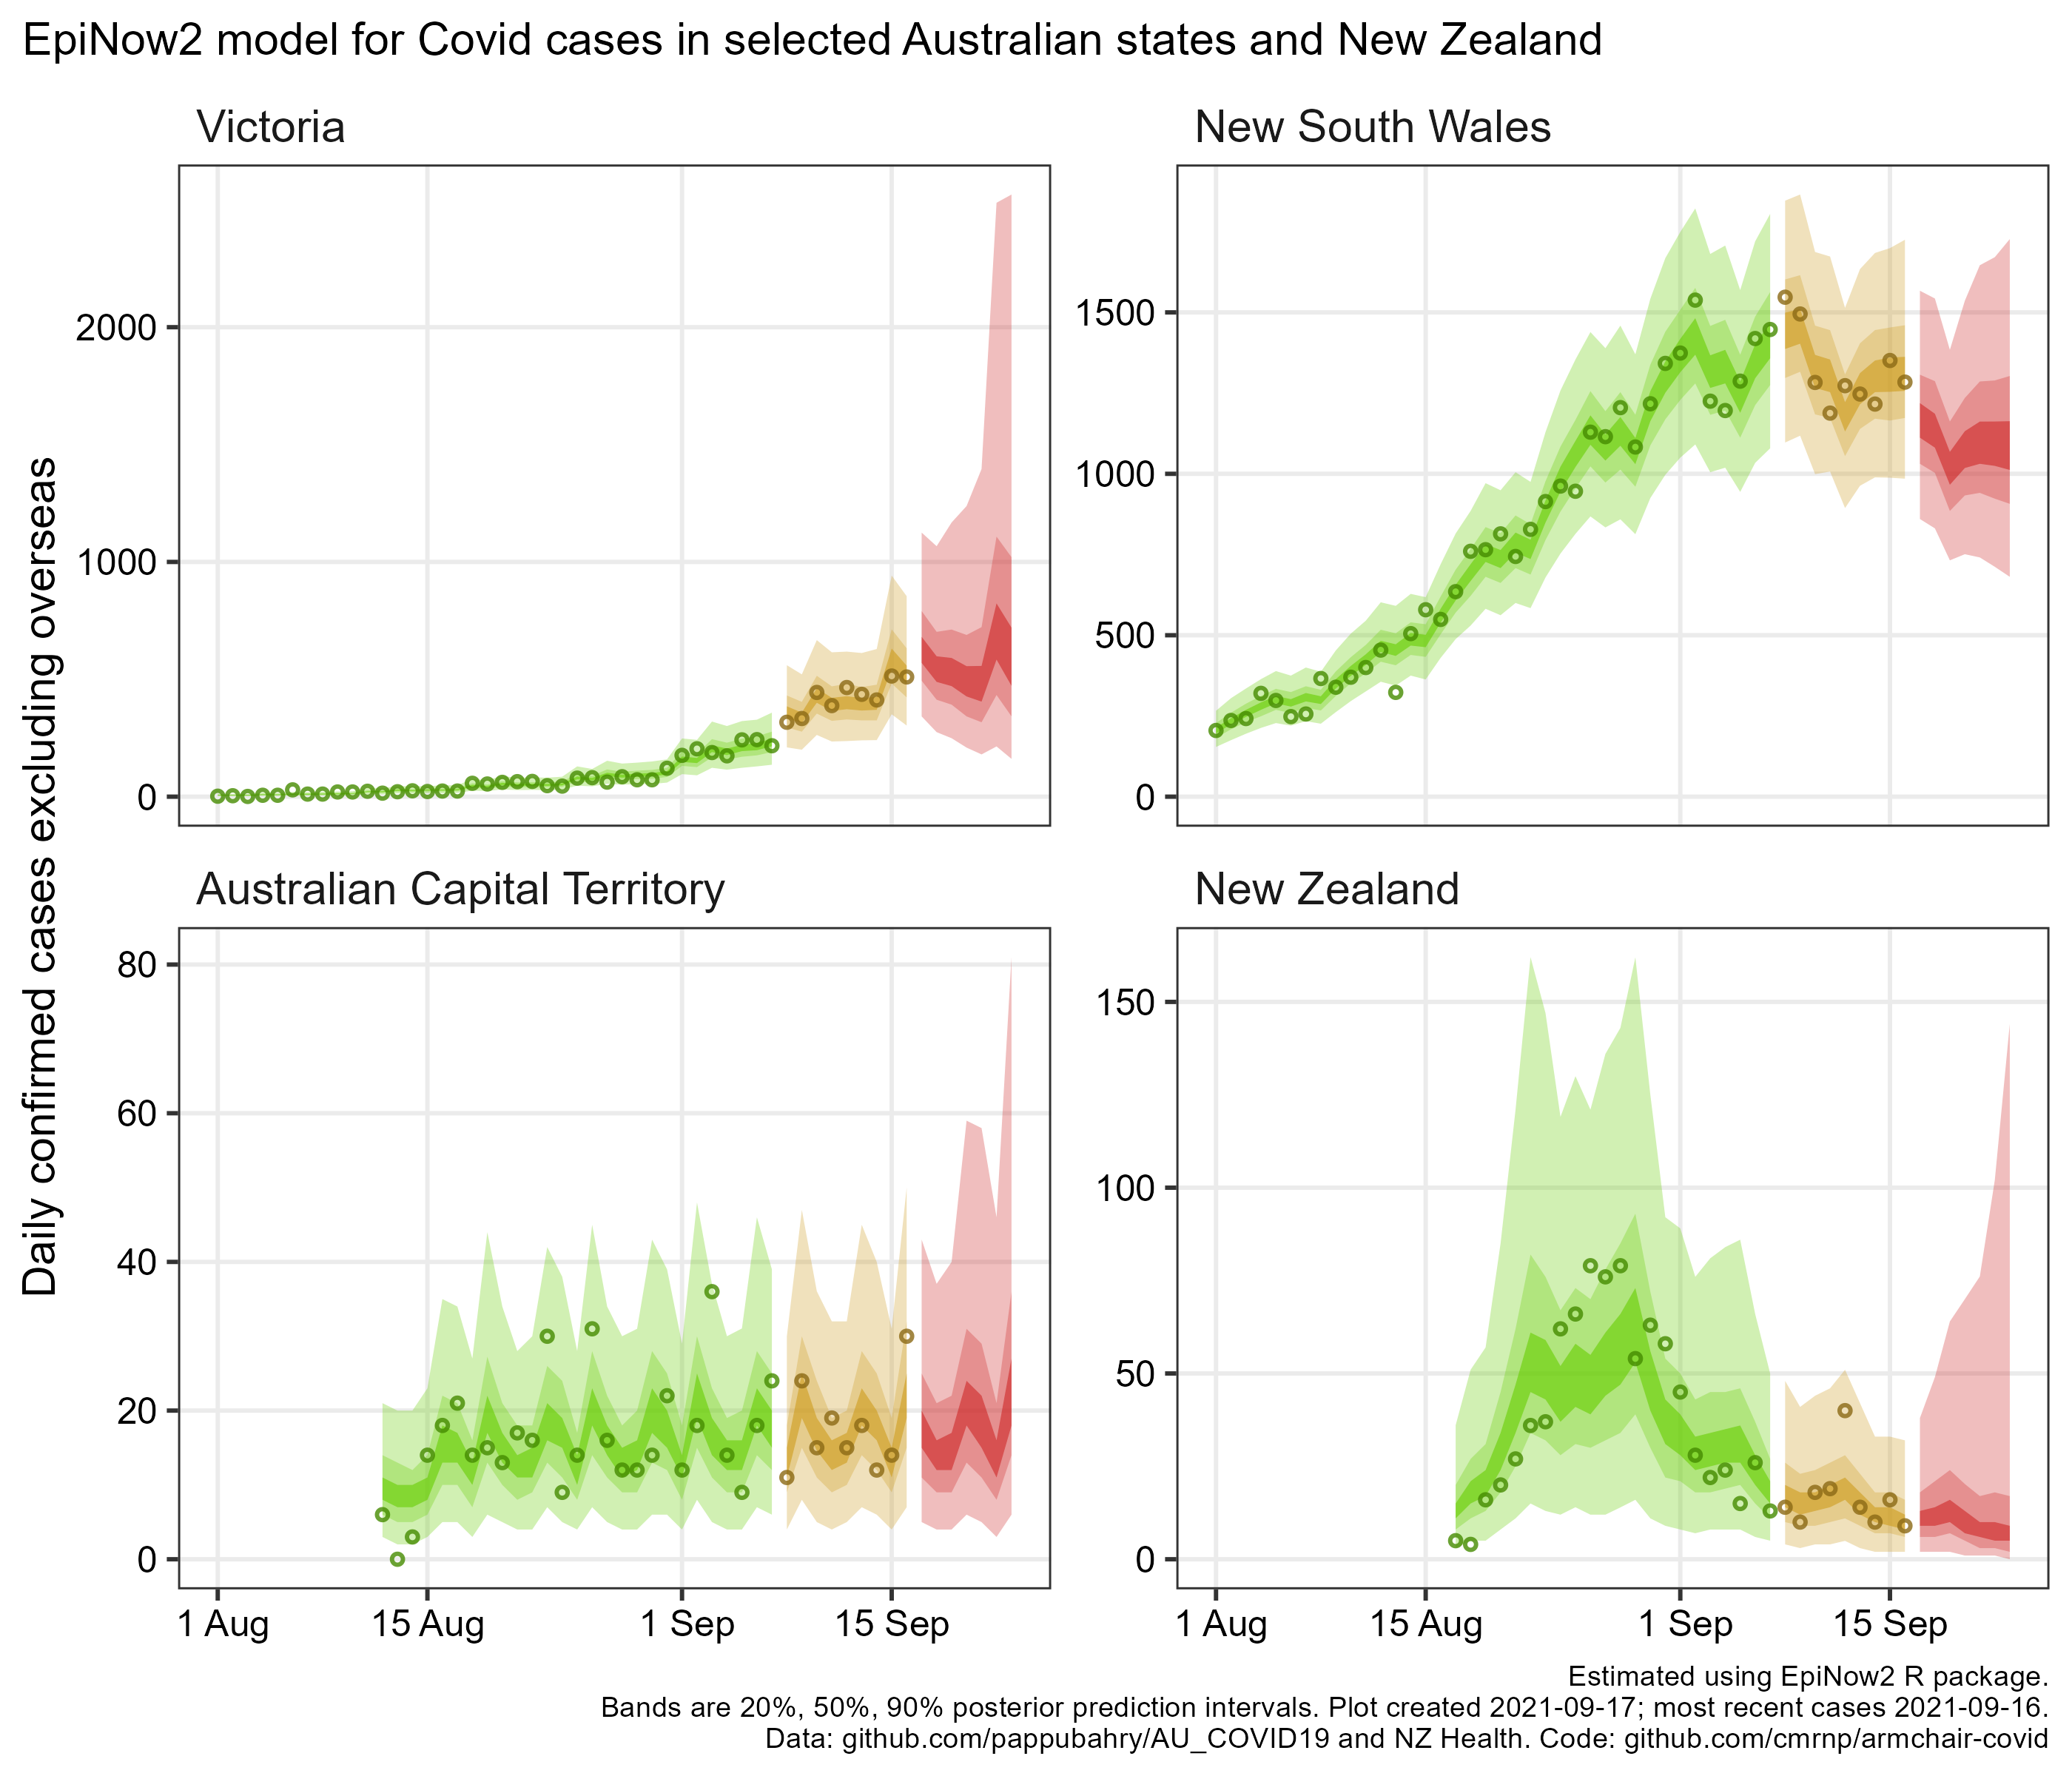 EpiNow2 model for Covid cases in selected Australian states and New Zealand
Daily confirmed cases excluding overseas
Victoria
2000
1000
0
New South Wales
1500
1000
500
0
Australian Capital Territory
80
60
40
20
0
1 Aug 15 Aug 1 Sep 15 Sep
New Zealand
150
100
50
0
1 Aug 15 Aug 1 Sep 15 Sep
Estimated using EpiNow2 R package.
Bands are 20%, 50%, 90% posterior prediction intervals. Plot created 2021-09-17; most recent cases 2021-09-16.
Data: github.com/pappubahry/AU_COVID19 and NZ Health. Code: github.com/cmrnp/armchair-covid